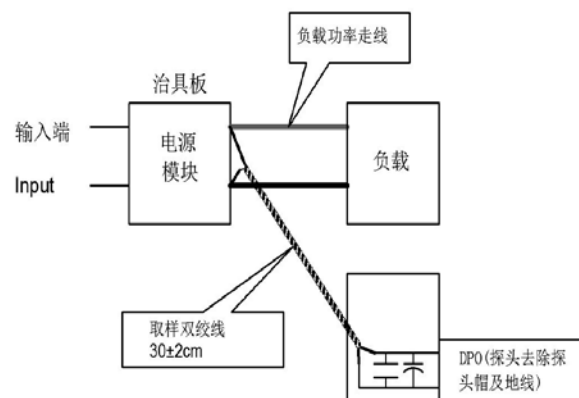 负载功率走线
治具板
输入端
Input
电源
模块
负载
取样双绞线
30±2cm
DPO(探头去除探
头帽及地线)